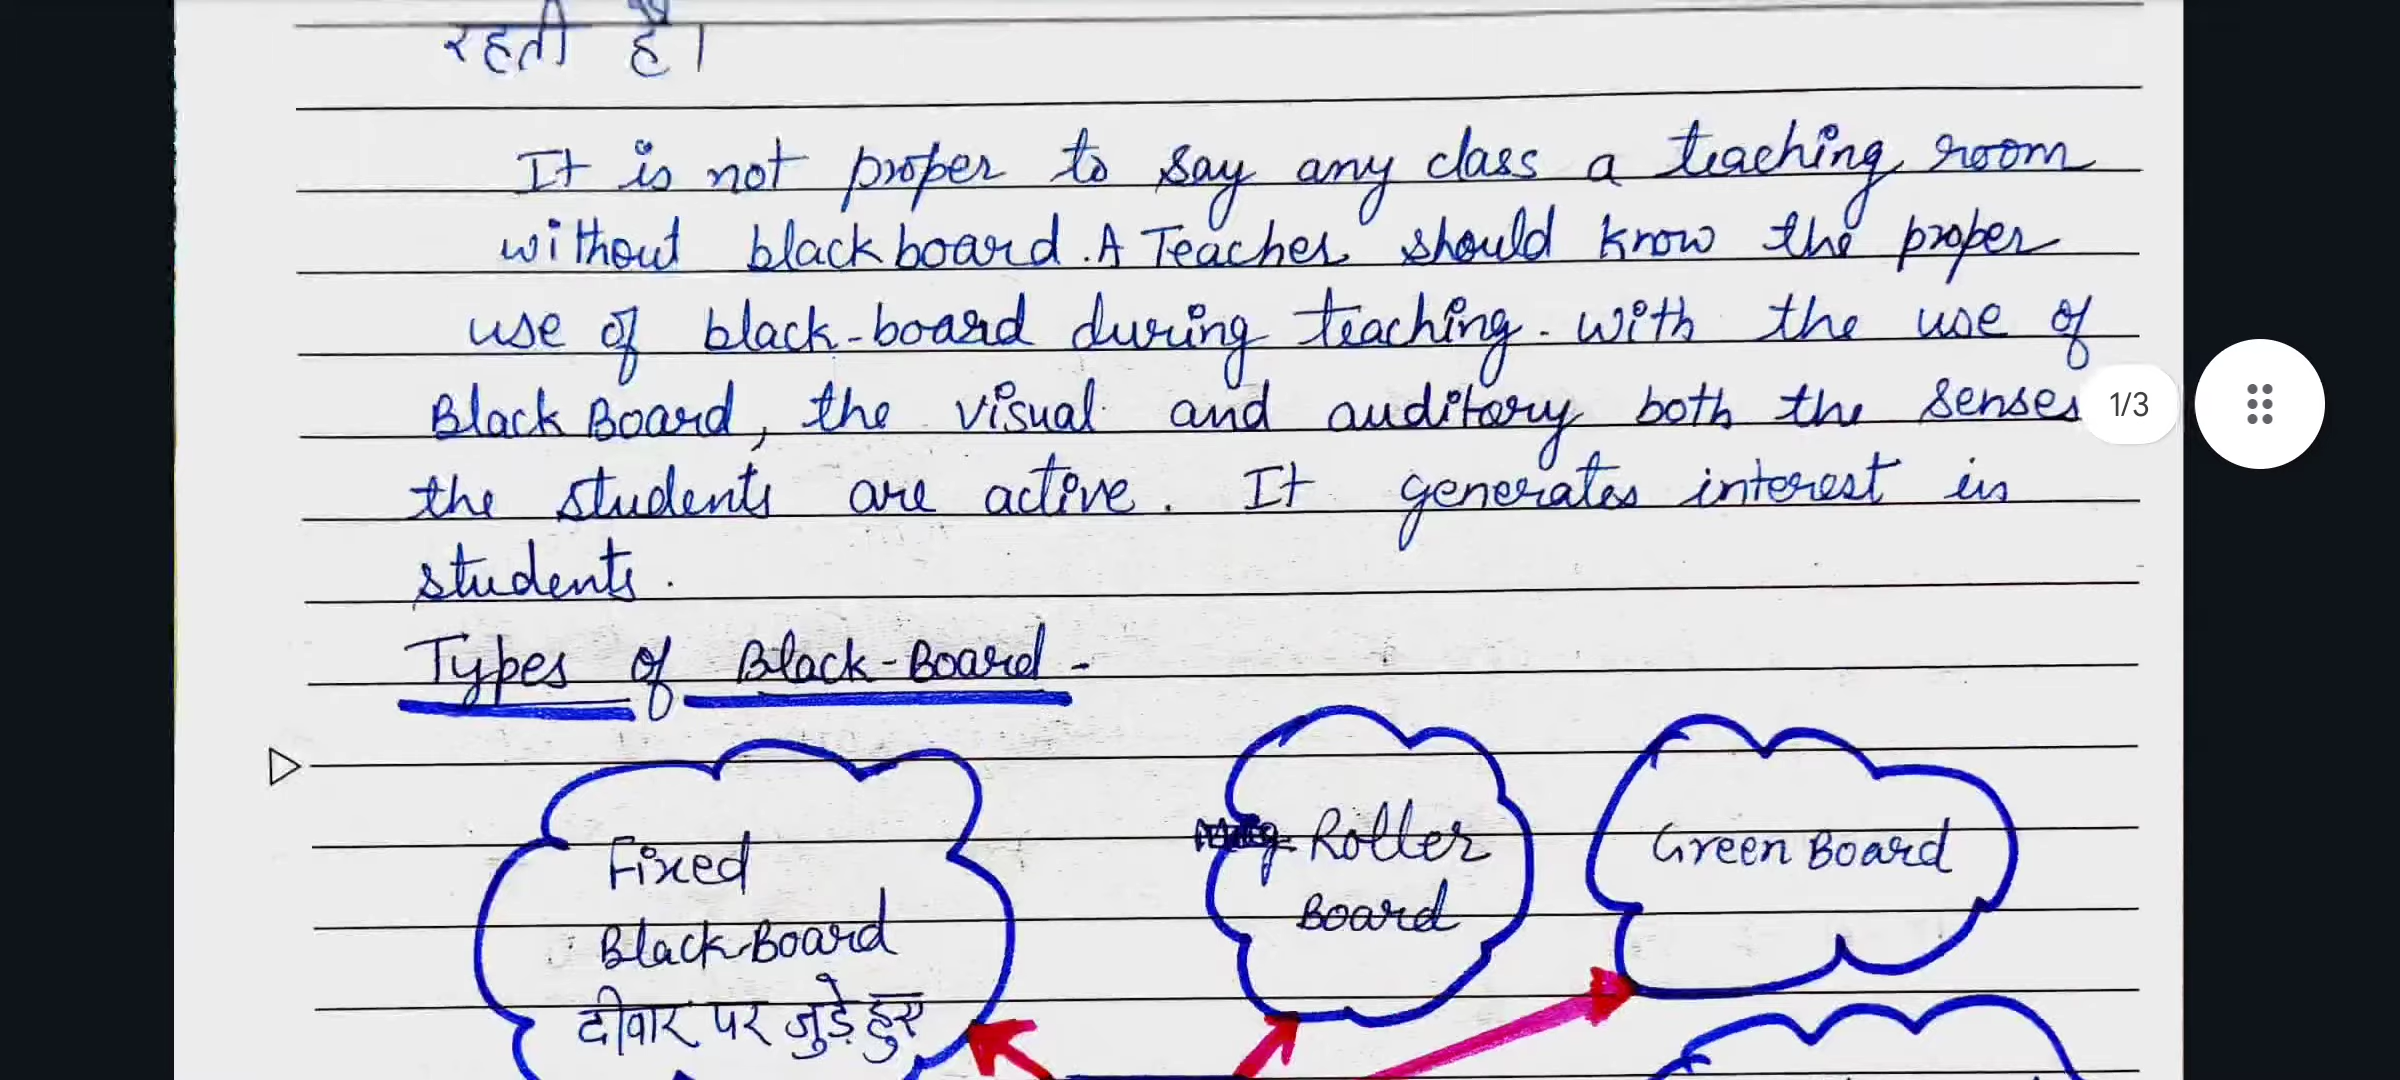 रहती है।
It is not proper to say any class a teaching room
without blackboard. A Teacher should know the proper
use of black-board during teaching. With the use of
Black Board, the visual and auditory both the senses
1/3
the students are active. It generates interest in
students.
Types of Black-Board -
Fixed
Black Board
दीवार पर जुड़े हुए
Roller
Board
Green Board